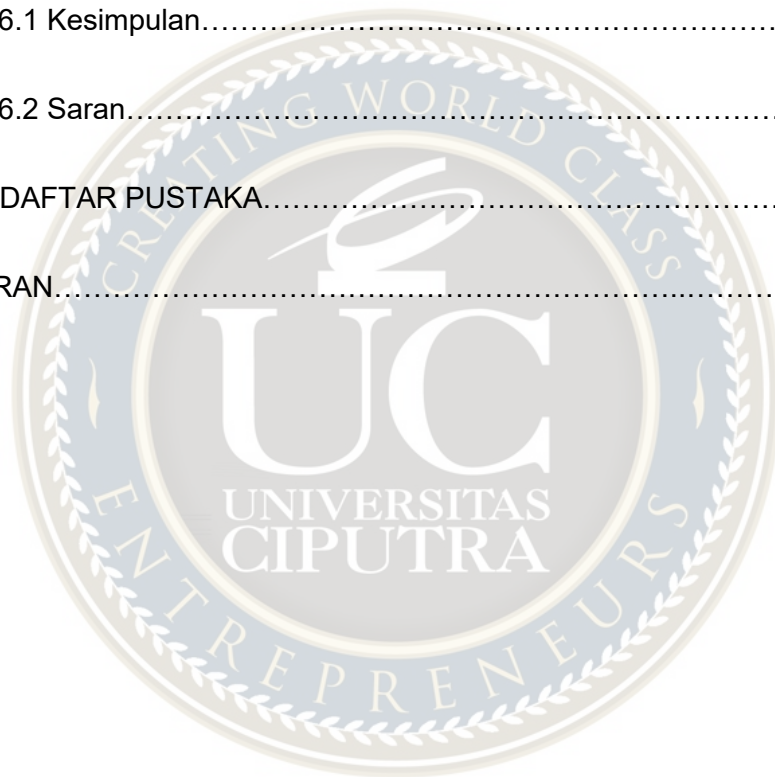 6.1 Kesimpulan…………………………………………………………
6.2 Saran…………………………………………………………………
DAFTAR PUSTAKA……………………………………………………
RAN……………………………………………………………..………
CREATING WORLD CLASS
UC
UNIVERSITAS
CIPUTRA
ENTREPRENEURS